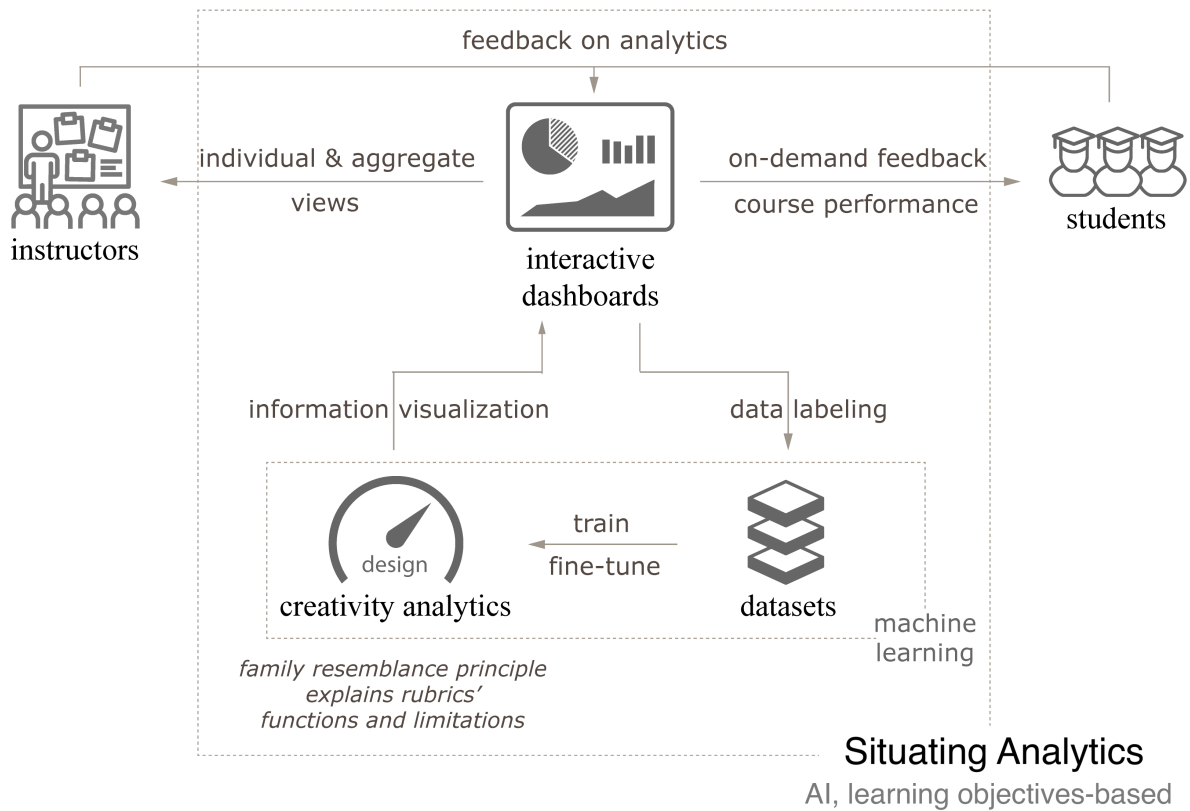 feedback on analytics
individual & aggregate
views
on-demand feedback
course performance
instructors
students
interactive
dashboards
information visualization
data labeling
design
creativity analytics
train
fine-tune
datasets
machine
learning
family resemblance principle
explains rubrics’
functions and limitations
Situating Analytics
AI, learning objectives-based